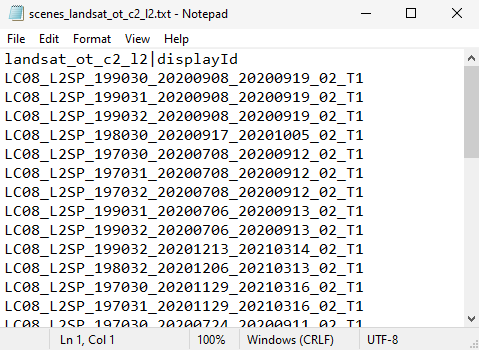 scenes_landsat_ot_c2_l2.txt - Notepad
File Edit Format View Help
landsat_ot_c2_l2|displayId
LC08_L2SP_199030_20200908_20200919_02_T1
LC08_L2SP_199031_20200908_20200919_02_T1
LC08_L2SP_199032_20200908_20200919_02_T1
LC08_L2SP_198030_20200917_20201005_02_T1
LC08_L2SP_197030_20200708_20200912_02_T1
LC08_L2SP_197031_20200708_20200912_02_T1
LC08_L2SP_197032_20200708_20200912_02_T1
LC08_L2SP_199031_20200706_20200913_02_T1
LC08_L2SP_199032_20200706_20200913_02_T1
LC08_L2SP_199032_20201213_20210314_02_T1
LC08_L2SP_198032_20201206_20210313_02_T1
LC08_L2SP_197030_20201129_20210316_02_T1
LC08_L2SP_197031_20201129_20210316_02_T1
LC08_L2SP_197030_20200724_20200911_02_T1
Ln 1, Col 1 100% Windows (CRLF) UTF-8